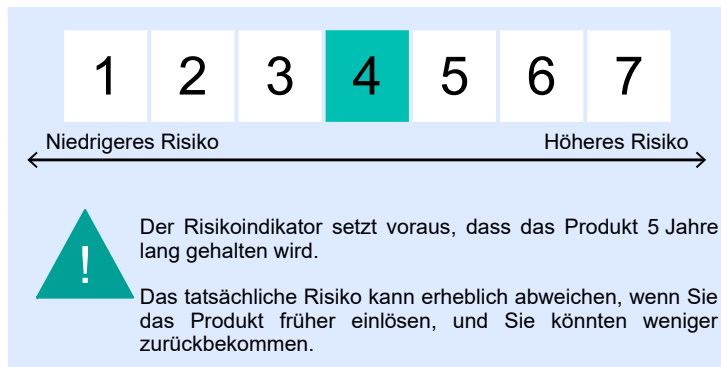 1 2 3 4 5 6 7
Niedrigeres Risiko Höheres Risiko
!
Der Risikoindikator setzt voraus, dass das Produkt 5 Jahre
lang gehalten wird.
Das tatsächliche Risiko kann erheblich abweichen, wenn Sie
das Produkt früher einlösen, und Sie könnten weniger
zurückbekommen.